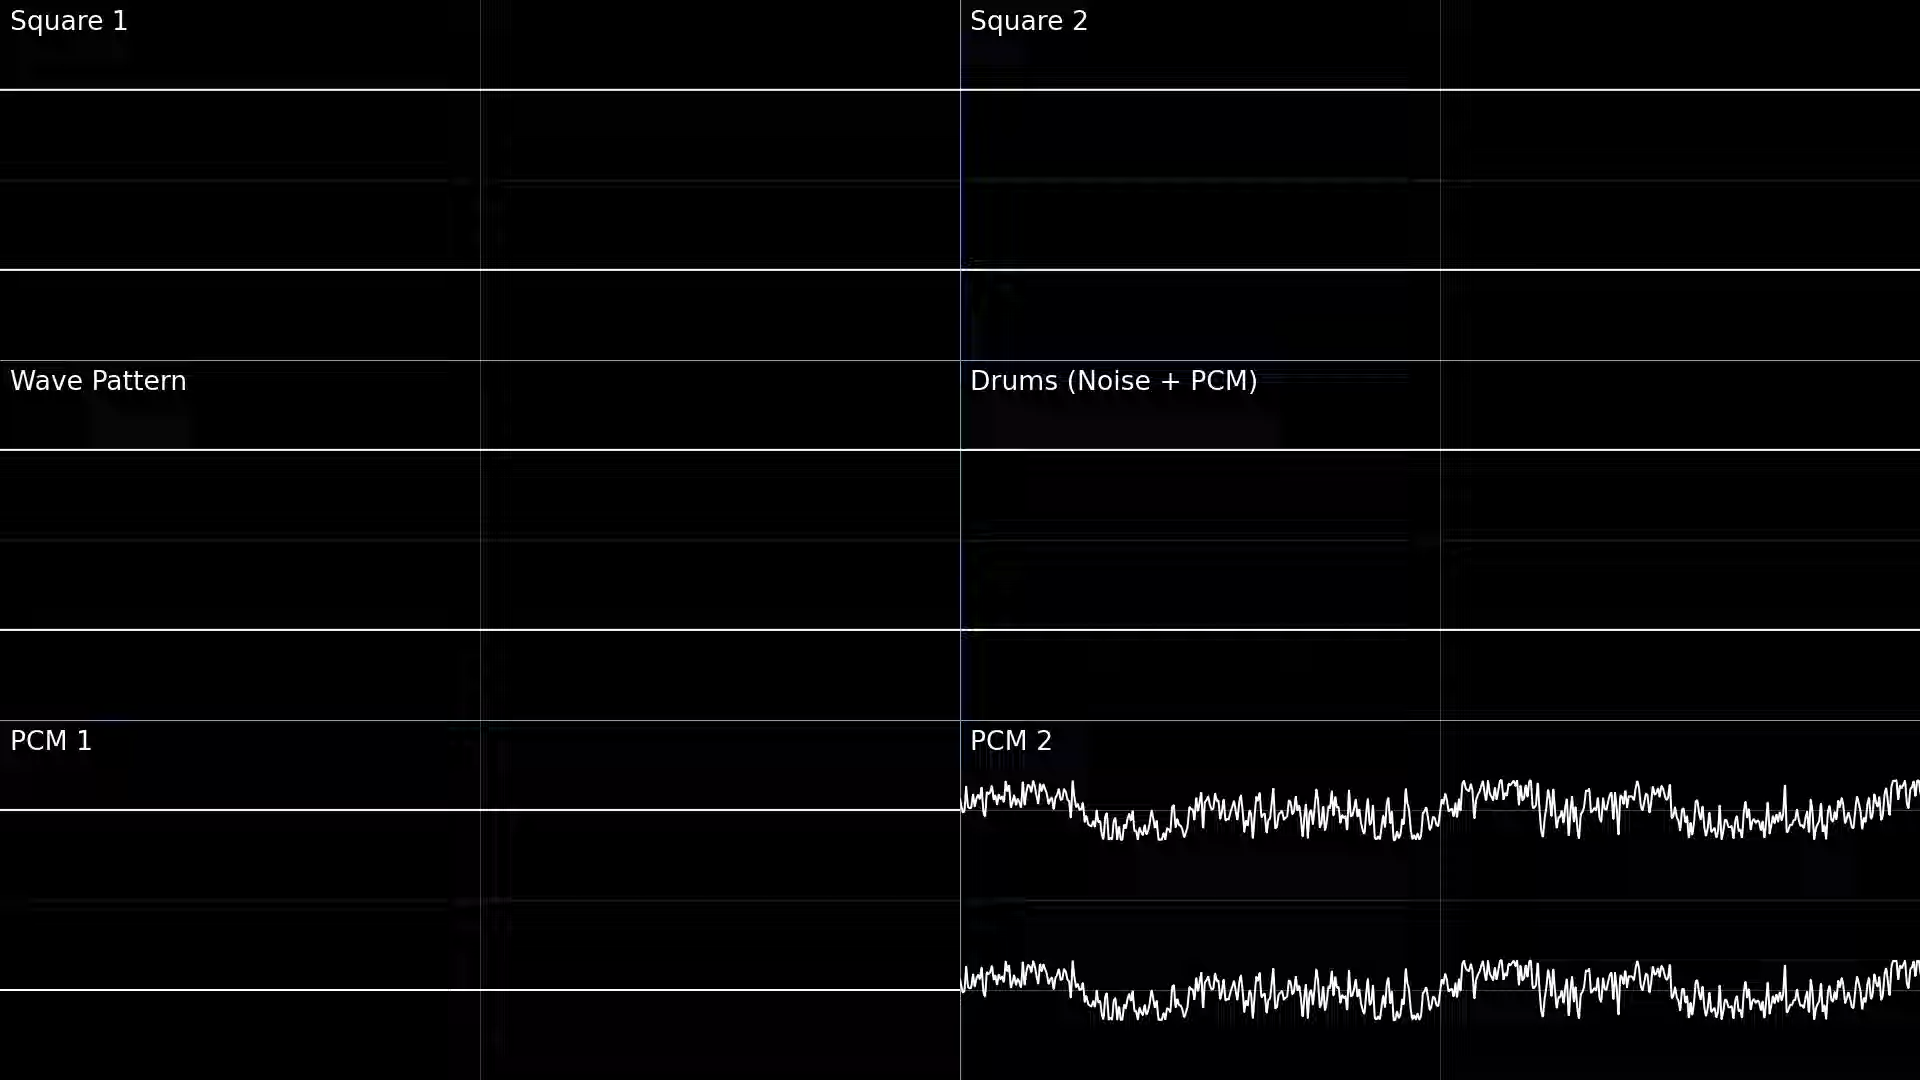 Square 1
Square 2
Wave Pattern
Drums (Noise + PCM)
PCM 1
PCM 2